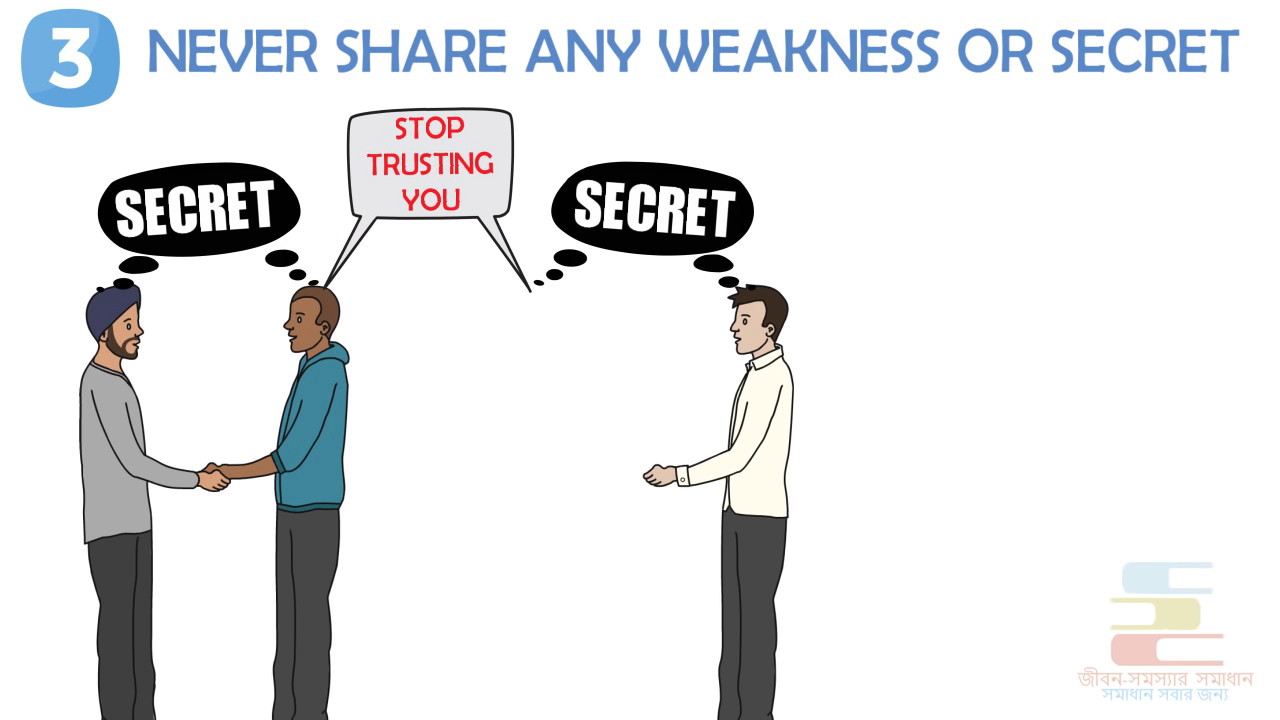 3 NEVER SHARE ANY WEAKNESS OR SECRET
STOP
TRUSTING
YOU
SECRET
SECRET
জীবন-সমস্যার সমাধান
সমাধান সবার জন্য